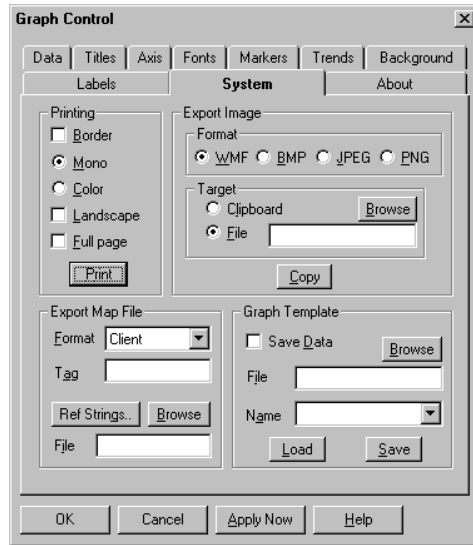 Graph Control
Data Titles Axis Fonts Markers Trends Background
Labels System About
Printing
Border
Mono
Color
Landscape
Full page
Print
Export Image
Format
WMF BMP JPEG PNG
Target
Clipboard Browse
File
Copy
Export Map File
Format Client
Tag
Ref Strings.. Browse
File
Graph Template
Save Data Browse
File
Name
Load Save
OK Cancel Apply Now Help